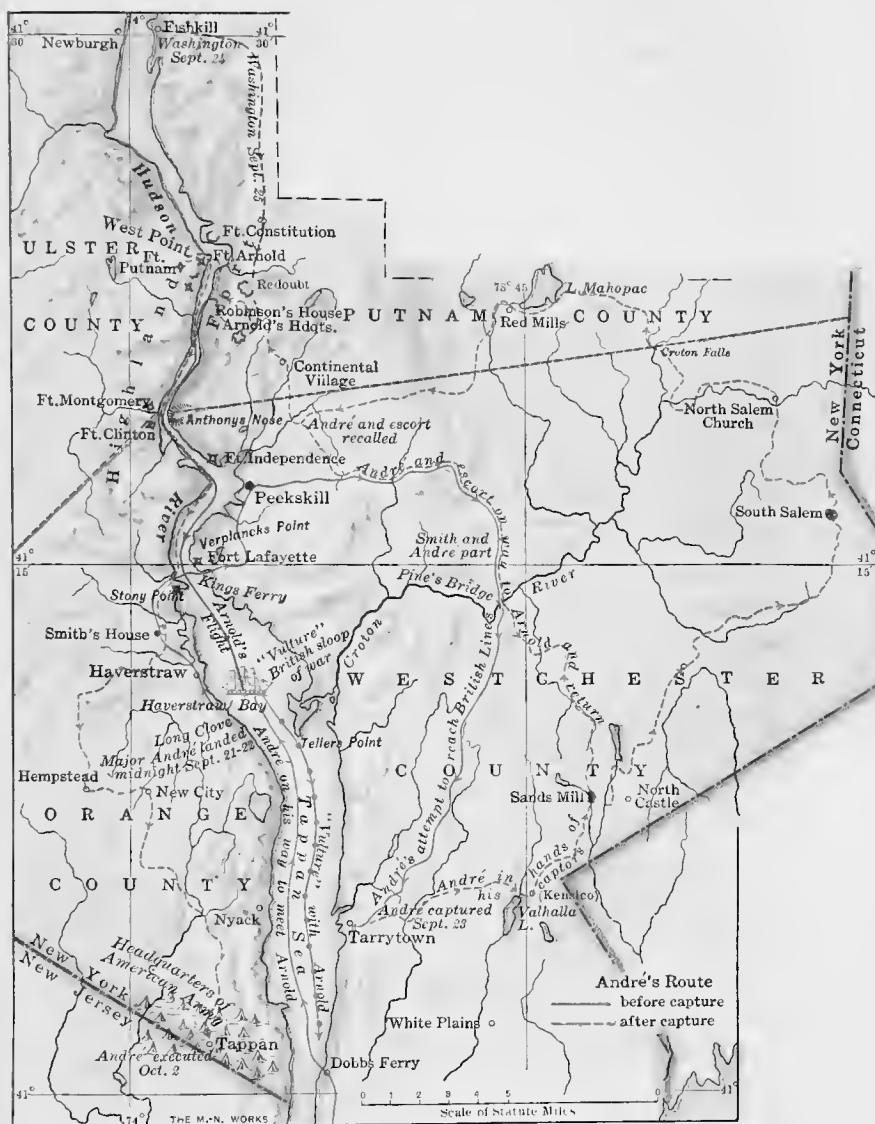 41°
30
4°
Fishkill
41°
30
Newburgh
Washington
Sept. 24
Washington Sept. 25
Hudson
West Point
Ft. Constitution
Ft. Arnold
ULSTER
Ft.
Putnam
Redoubt
Robinson's House
Arnold's Hdqts.
COUNTY
Highland
PUTNAM COUNTY
73° 45
L. Mahopac
Red Mills
Croton Falls
Continental
Village
New York
Connecticut
Ft. Montgomery
Anthonys Nose
Ft. Clinton
André and escort
recalled
North Salem
Church
Ft. Independence
André and escort on way to Arnold and return
Peekskill
River
South Salem
Verplancks Point
Smith and
André part
41°
15
Fort Lafayette
Pine's Bridge
River
41°
15
Kings Ferry
Stony Point
Arnold's
Flight
Smith's House
"Vulture"
British sloop
of war
Croton
Haverstraw
WESTCHESTER
Haverstraw Bay
Long Clove
Major André landed
midnight Sept. 21-22
Tellers Point
André's attempt to reach British Lines
Hempstead
New City
COUNTY
Sands Mill
North
Castle
ORANGE
COUNTY
André on his way to meet Arnold
Tappan Sea
"Vulture" with Arnold
André in
his
hands of
captors
(Kensico)
Valhalla
L.
André captured
Sept. 23
Nyack
Tarrytown
New York
New Jersey
Headquarters of
American Army
André's Route
before capture
after capture
White Plains
Tappan
André executed
Oct. 2
Dobbs Ferry
41°
74°
THE M.-N. WORKS
0 1 2 3 4 5
Scale of Statute Miles
41°